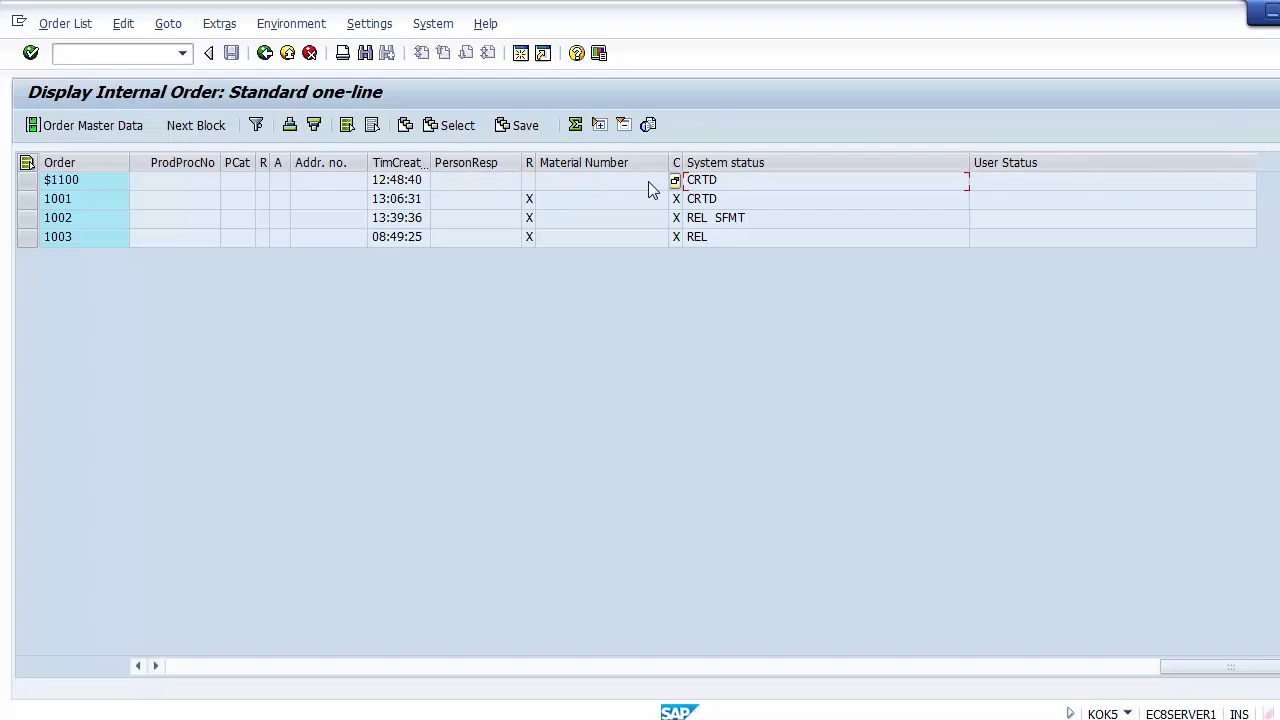 Order List Edit Goto Extras Environment Settings System Help
Display Internal Order: Standard one-line
Order Master Data Next Block Select Save
Order ProdProcNo PCat R A Addr. no. TimCreat... PersonResp R Material Number C System status User Status
$1100 12:48:40 CRTD
1001 13:06:31 X X CRTD
1002 13:39:36 X X REL SFMT
1003 08:49:25 X X REL
SAP KOK5 EC8SERVER1 INS